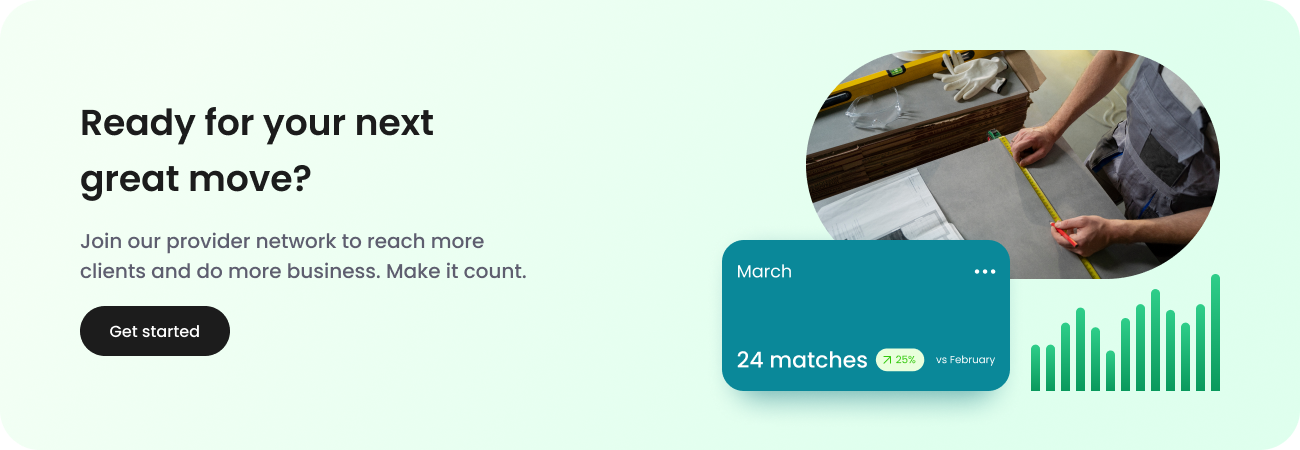 Ready for your next
great move?
Join our provider network to reach more
clients and do more business. Make it count.
Get started
March
24 matches
25%
vs February